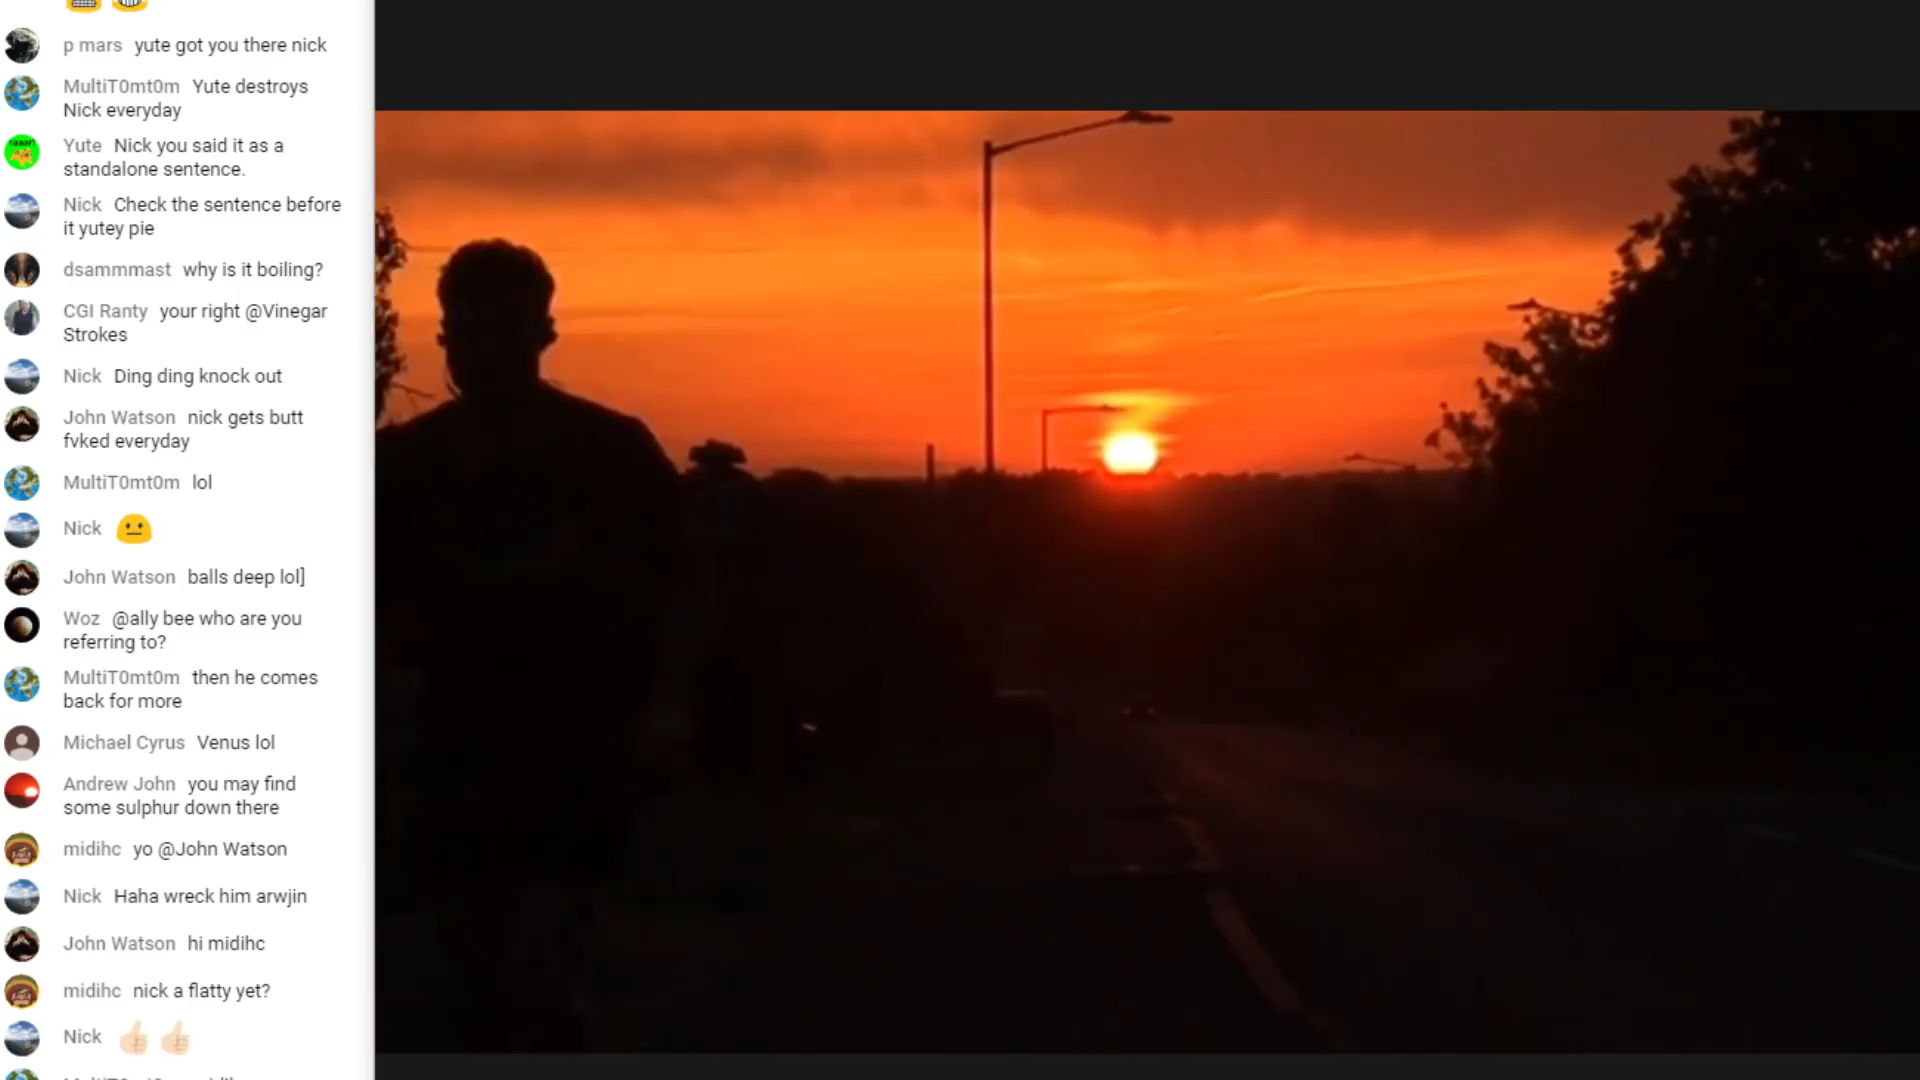 p mars yute got you there nick
MultiT0mt0m Yute destroys
Nick everyday
Yute Nick you said it as a
standalone sentence.
Nick Check the sentence before
it yutey pie
dsammmast why is it boiling?
CGI Ranty your right @Vinegar
Strokes
Nick Ding ding knock out
John Watson nick gets butt
fvked everyday
MultiT0mt0m lol
Nick
John Watson balls deep lol]
Woz @ally bee who are you
referring to?
MultiT0mt0m then he comes
back for more
Michael Cyrus Venus lol
Andrew John you may find
some sulphur down there
midihc yo @John Watson
Nick Haha wreck him arwjin
John Watson hi midihc
midihc nick a flatty yet?
Nick